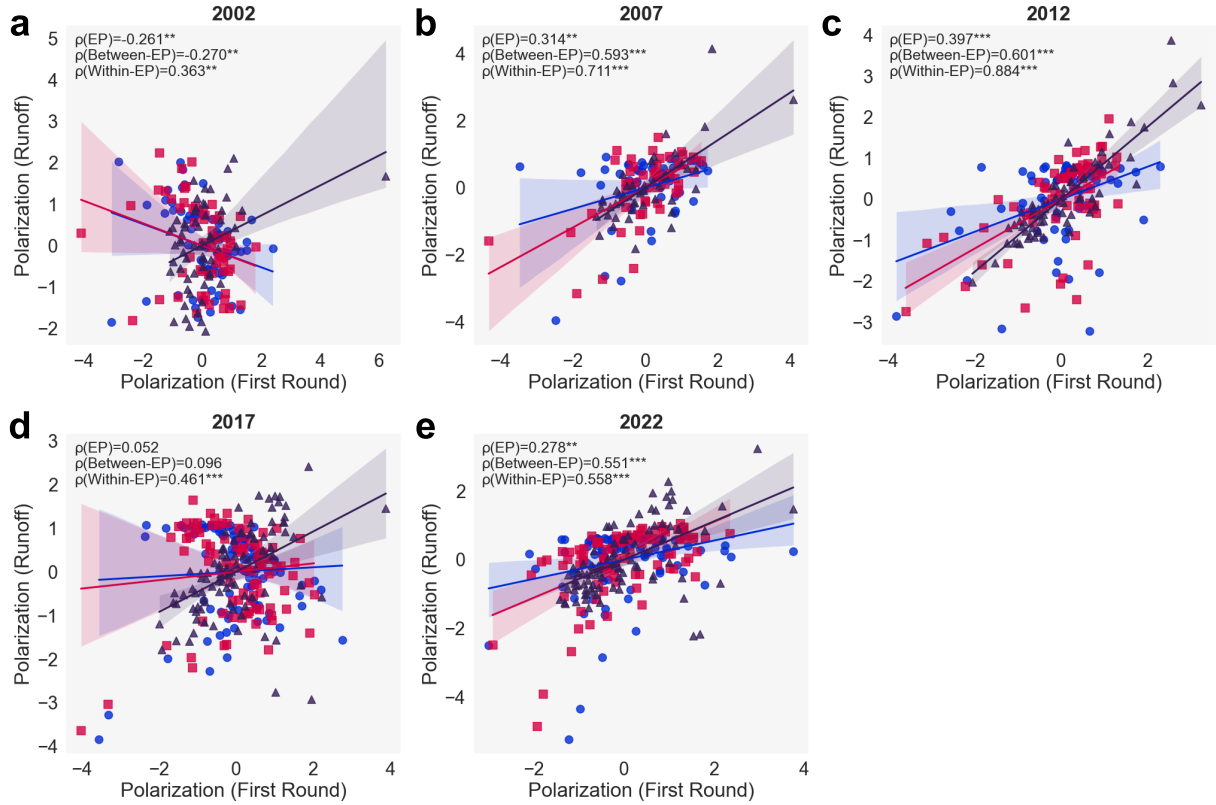 a
2002
ρ(EP)=-0.261**
ρ(Between-EP)=-0.270**
ρ(Within-EP)=0.363**
Polarization (Runoff)
5
4
3
2
1
0
−1
−2
−4
−2
0
2
4
6
Polarization (First Round)
b
2007
ρ(EP)=0.314**
ρ(Between-EP)=0.593***
ρ(Within-EP)=0.711***
Polarization (Runoff)
4
2
0
−2
−4
−4
−2
0
2
4
Polarization (First Round)
c
2012
ρ(EP)=0.397***
ρ(Between-EP)=0.601***
ρ(Within-EP)=0.884***
Polarization (Runoff)
4
3
2
1
0
−1
−2
−3
−4
−2
0
2
Polarization (First Round)
d
2017
ρ(EP)=0.052
ρ(Between-EP)=0.096
ρ(Within-EP)=0.461***
Polarization (Runoff)
3
2
1
0
−1
−2
−3
−4
−4
−2
0
2
4
Polarization (First Round)
e
2022
ρ(EP)=0.278**
ρ(Between-EP)=0.551***
ρ(Within-EP)=0.558***
Polarization (Runoff)
2
0
−2
−4
−2
0
2
4
Polarization (First Round)